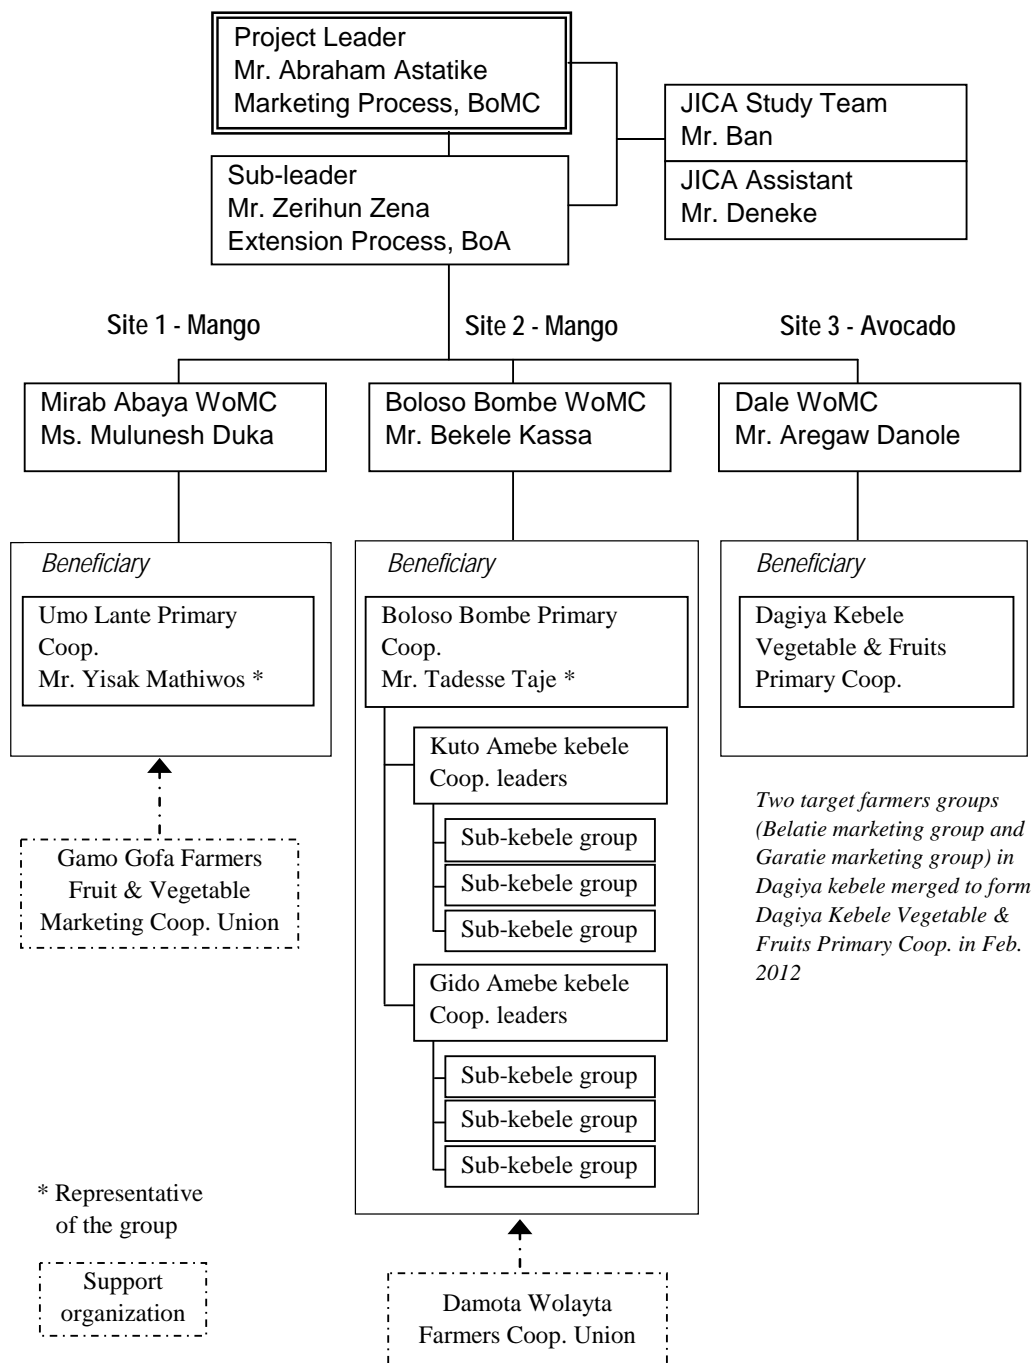 Project Leader
Mr. Abraham Astatike
Marketing Process, BoMC
JICA Study Team
Mr. Ban
JICA Assistant
Mr. Deneke
Sub-leader
Mr. Zerihun Zena
Extension Process, BoA
Site 1 - Mango
Site 2 - Mango
Site 3 - Avocado
Mirab Abaya WoMC
Ms. Mulunesh Duka
Boloso Bombe WoMC
Mr. Bekele Kassa
Dale WoMC
Mr. Aregaw Danole
Beneficiary
Umo Lante Primary
Coop.
Mr. Yisak Mathiwos *
Gamo Gofa Farmers
Fruit & Vegetable
Marketing Coop. Union
Beneficiary
Boloso Bombe Primary
Coop.
Mr. Tadesse Taje *
Kuto Amebe kebele
Coop. leaders
Sub-kebele group
Sub-kebele group
Sub-kebele group
Gido Amebe kebele
Coop. leaders
Sub-kebele group
Sub-kebele group
Sub-kebele group
Damota Wolayta
Farmers Coop. Union
Beneficiary
Dagiya Kebele
Vegetable & Fruits
Primary Coop.
Two target farmers groups
(Belatie marketing group and
Garatie marketing group) in
Dagiya kebele merged to form
Dagiya Kebele Vegetable &
Fruits Primary Coop. in Feb.
2012
* Representative
of the group
Support
organization